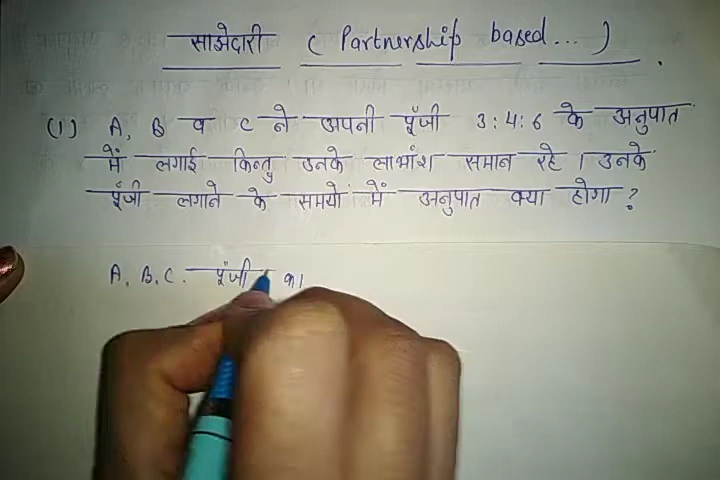 साझेदारी ( Partnership based... )
(1) A, B व C ने अपनी पूँजी 3:4:6 के अनुपात
में लगाई किन्तु उनके लाभांश समान रहे । उनके
पूँजी लगाने के समयों में अनुपात क्या होगा ?
A, B, C. पूँजी का